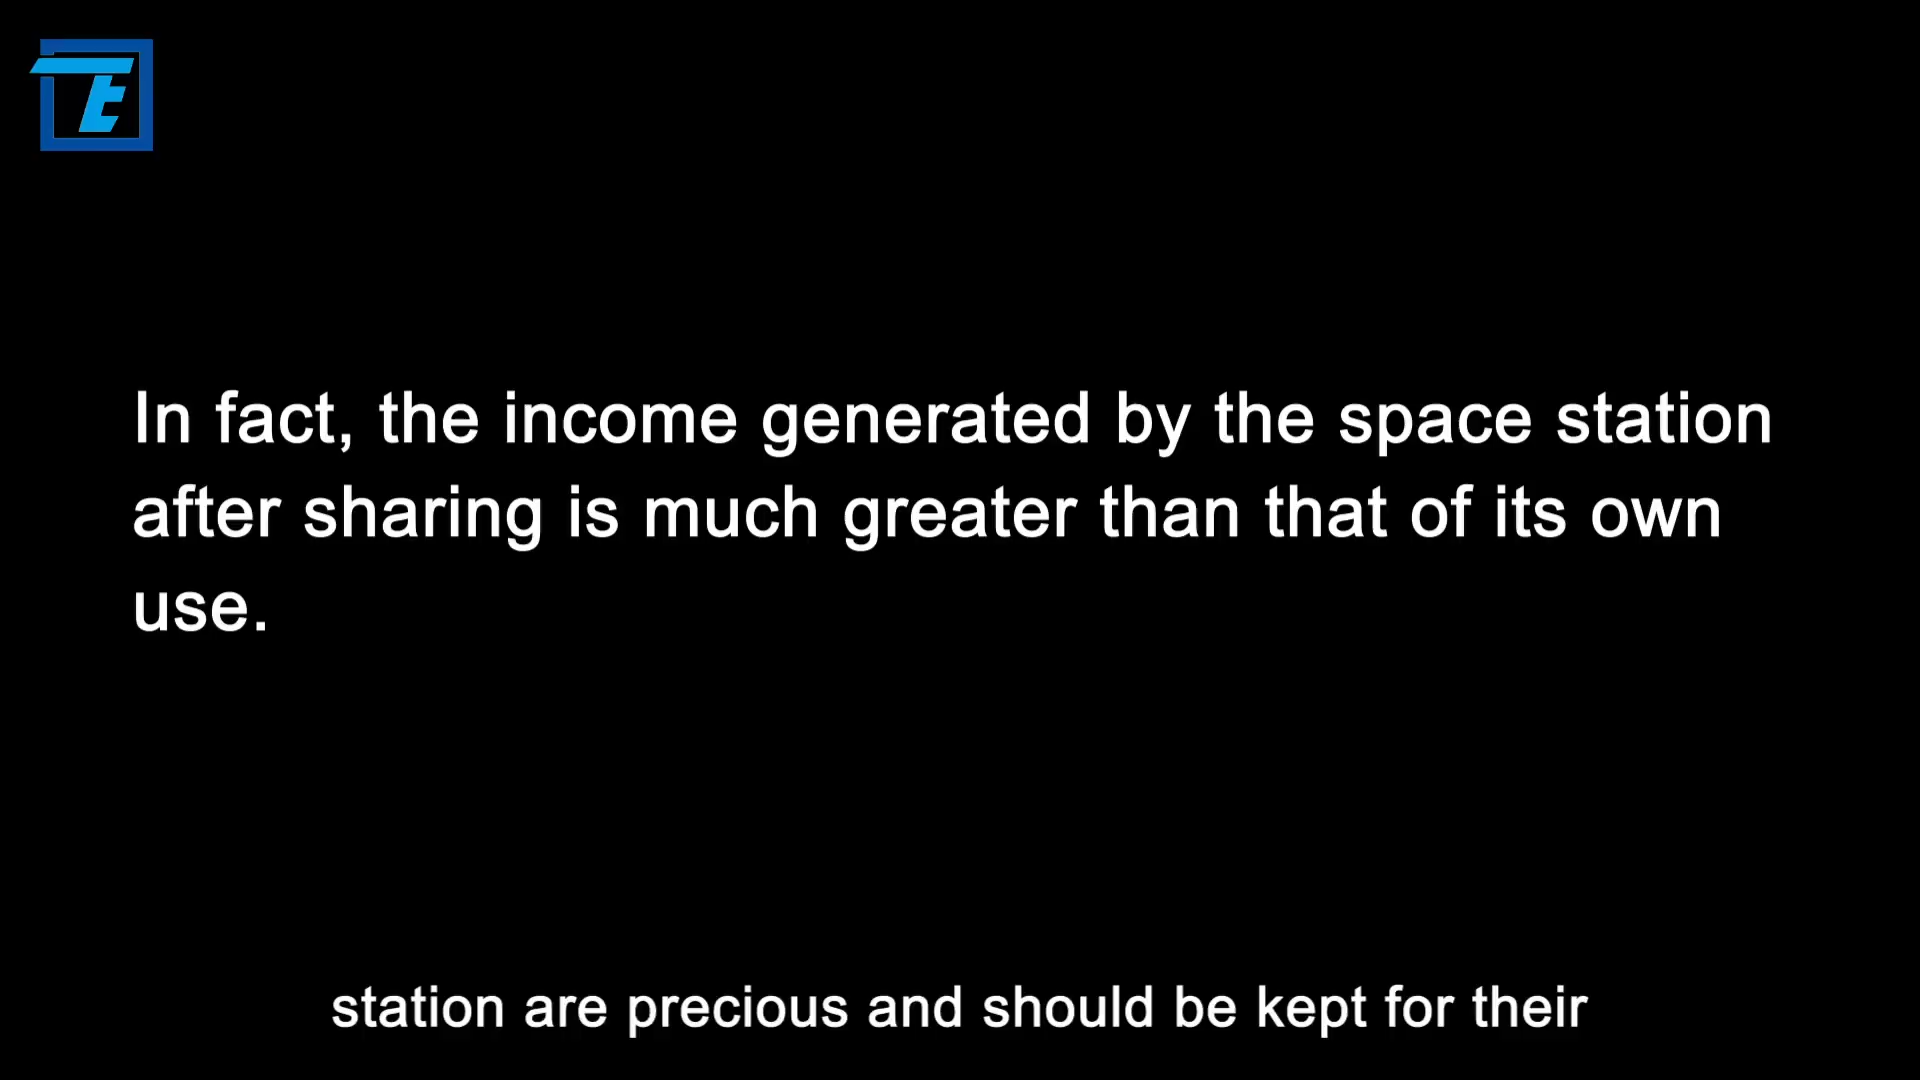 TE
In fact, the income generated by the space station
after sharing is much greater than that of its own
use.
station are precious and should be kept for their